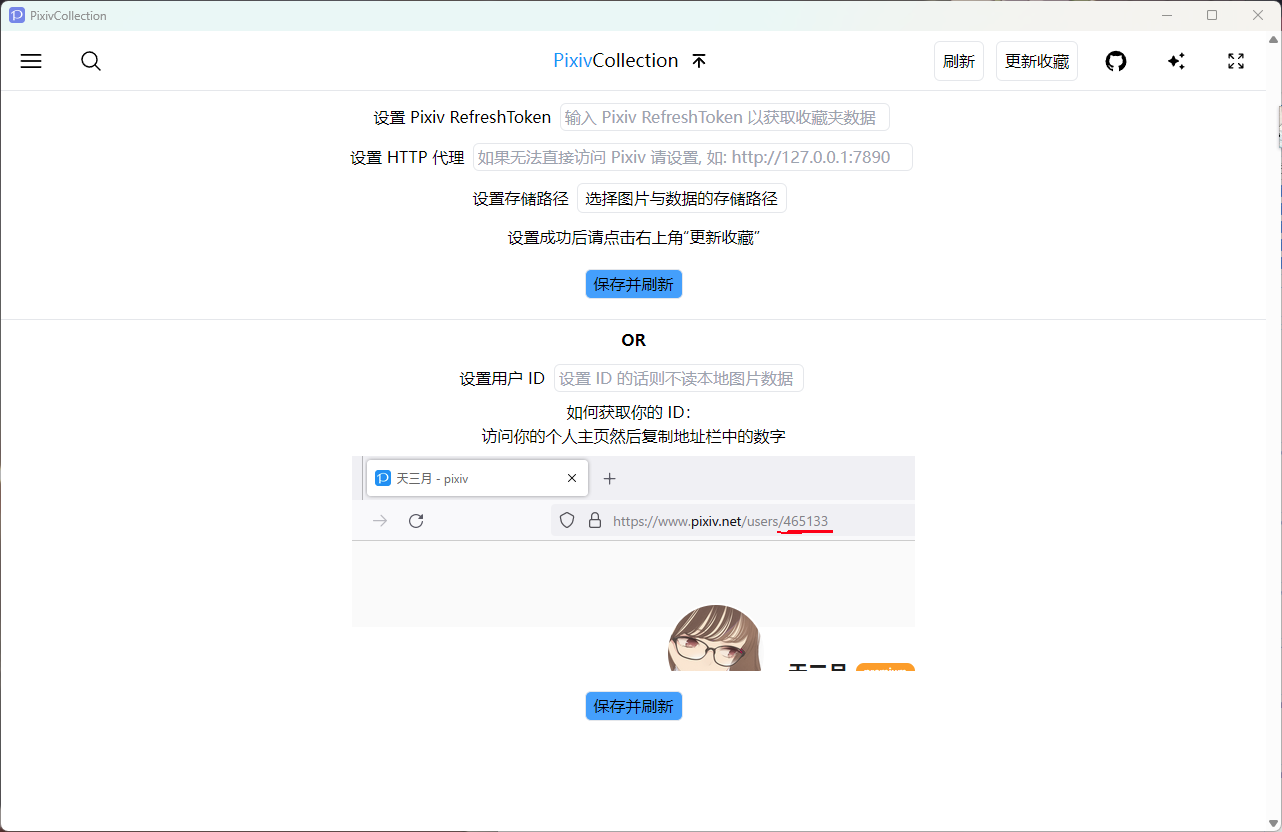 PixivCollection
PixivCollection
刷新
更新收藏
设置 Pixiv RefreshToken 输入 Pixiv RefreshToken 以获取收藏夹数据
设置 HTTP 代理 如果无法直接访问 Pixiv 请设置, 如: http://127.0.0.1:7890
设置存储路径 选择图片与数据的存储路径
设置成功后请点击右上角“更新收藏”
保存并刷新
OR
设置用户 ID 设置 ID 的话则不读本地图片数据
如何获取你的 ID：
访问你的个人主页然后复制地址栏中的数字
天三月 - pixiv
https://www.pixiv.net/users/465133
天三月 premium
保存并刷新